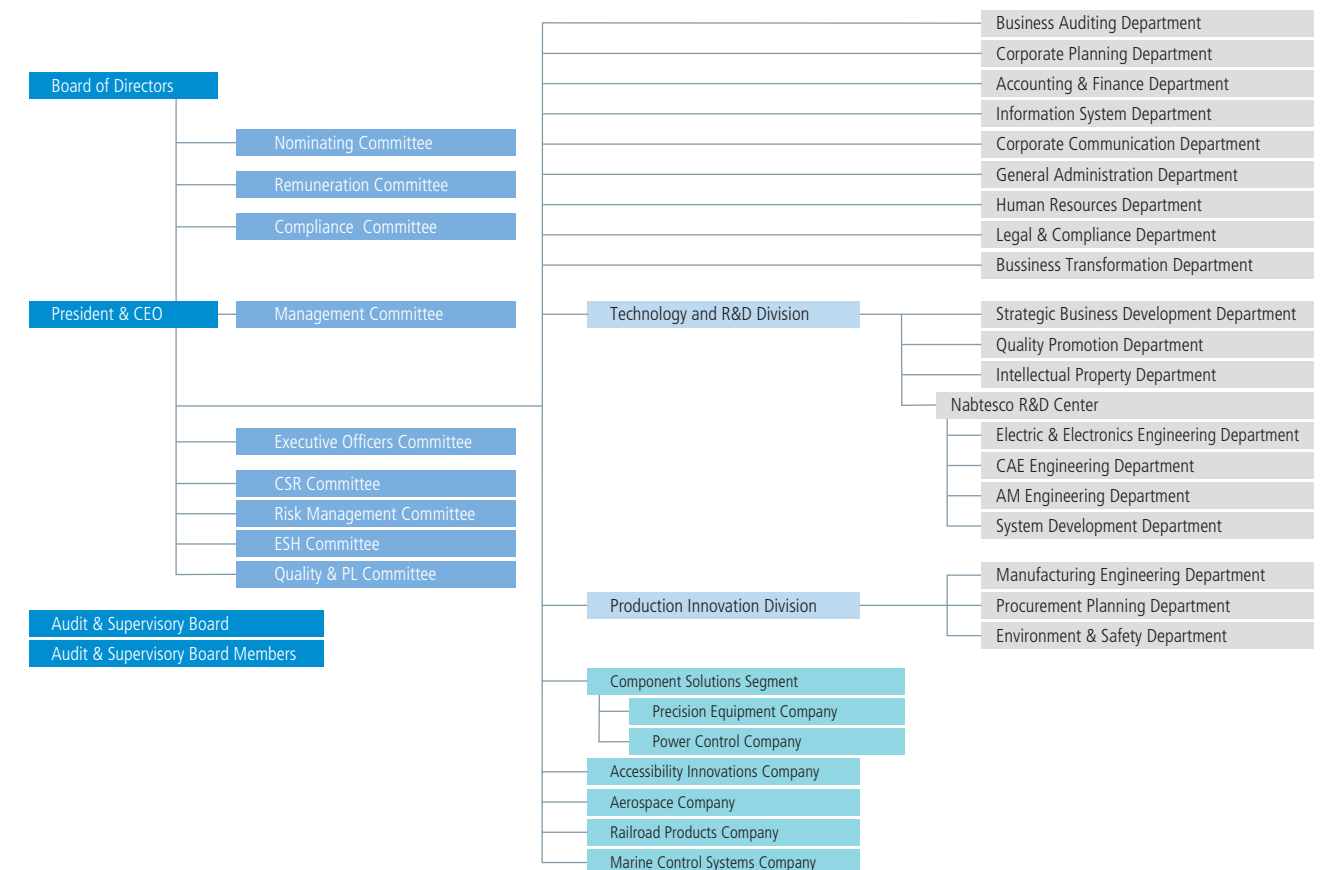 Board of Directors
Nominating Committee
Remuneration Committee
Compliance Committee
President & CEO
Management Committee
Executive Officers Committee
CSR Committee
Risk Management Committee
ESH Committee
Quality & PL Committee
Audit & Supervisory Board
Audit & Supervisory Board Members
Business Auditing Department
Corporate Planning Department
Accounting & Finance Department
Information System Department
Corporate Communication Department
General Administration Department
Human Resources Department
Legal & Compliance Department
Bussiness Transformation Department
Technology and R&D Division
Strategic Business Development Department
Quality Promotion Department
Intellectual Property Department
Nabtesco R&D Center
Electric & Electronics Engineering Department
CAE Engineering Department
AM Engineering Department
System Development Department
Production Innovation Division
Manufacturing Engineering Department
Procurement Planning Department
Environment & Safety Department
Component Solutions Segment
Precision Equipment Company
Power Control Company
Accessibility Innovations Company
Aerospace Company
Railroad Products Company
Marine Control Systems Company